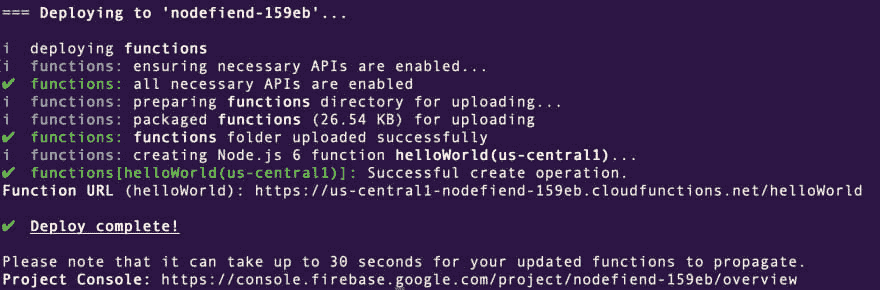 === Deploying to 'nodefiend-159eb'...
i deploying functions
i functions: ensuring necessary APIs are enabled...
✔ functions: all necessary APIs are enabled
i functions: preparing functions directory for uploading...
i functions: packaged functions (26.54 KB) for uploading
✔ functions: functions folder uploaded successfully
i functions: creating Node.js 6 function helloWorld(us-central1)...
✔ functions[helloWorld(us-central1)]: Successful create operation.
Function URL (helloWorld): https://us-central1-nodefiend-159eb.cloudfunctions.net/helloWorld
✔ Deploy complete!
Please note that it can take up to 30 seconds for your updated functions to propagate.
Project Console: https://console.firebase.google.com/project/nodefiend-159eb/overview